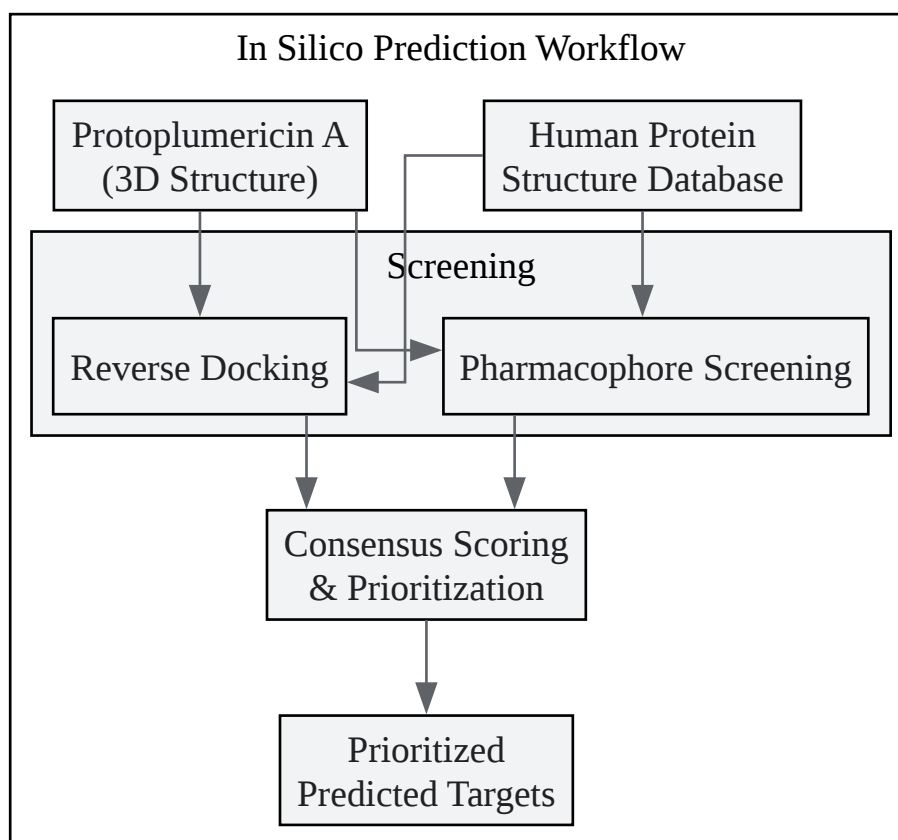 In Silico Prediction Workflow
Protoplumericin A
(3D Structure)
Human Protein
Structure Database
Screening
Reverse Docking
Pharmacophore Screening
Consensus Scoring
& Prioritization
Prioritized
Predicted Targets